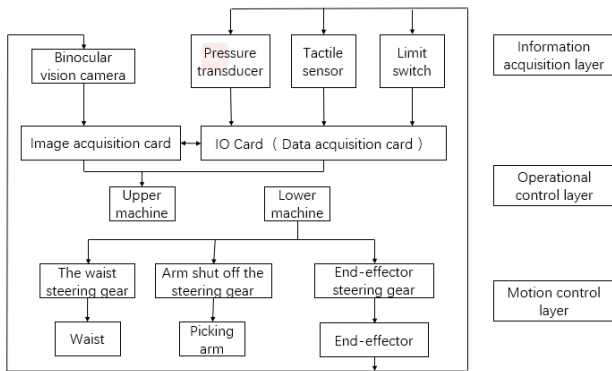 Binocular
vision camera
Pressure
transducer
Tactile
sensor
Limit
switch
Information
acquisition layer
Image acquisition card
IO Card ( Data acquisition card )
Upper
machine
Lower
machine
Operational
control layer
The waist
steering gear
Arm shut off the
steering gear
End-effector
steering gear
Motion control
layer
Waist
Picking
arm
End-effector